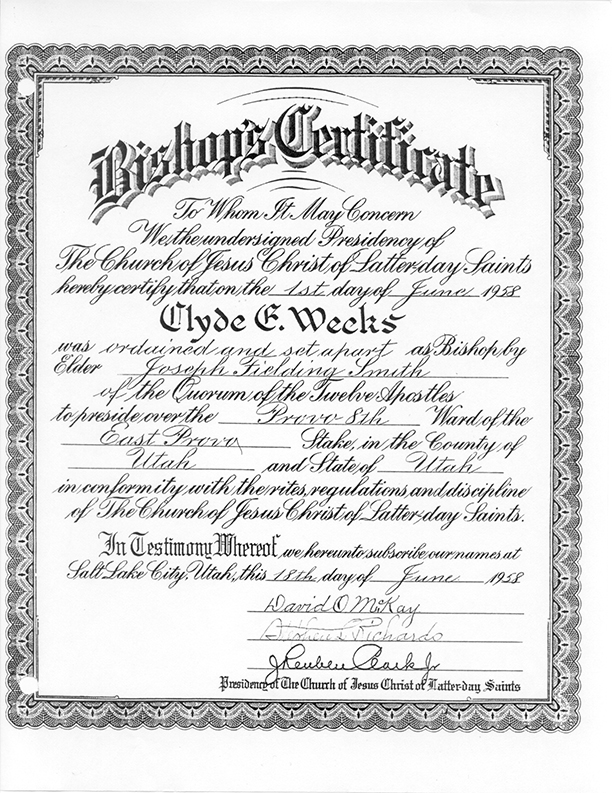 Bishop's Certificate
To Whom It May Concern
We, the undersigned Presidency of
The Church of Jesus Christ of Latter-day Saints
hereby certify that on the 1st day of June 1958
Clyde E. Weeks
was ordained and set apart as Bishop by
Elder Joseph Fielding Smith
of the Quorum of the Twelve Apostles
to preside over the Provo 8th Ward of the
East Provo Stake, in the County of
Utah and State of Utah
in conformity with the rites, regulations, and discipline
of The Church of Jesus Christ of Latter-day Saints.
In Testimony Whereof, we hereunto subscribe our names at
Salt Lake City, Utah, this 18th day of June 1958
David O McKay
Richards
J Reuben Clark Jr
Presidency of The Church of Jesus Christ of Latter-day Saints